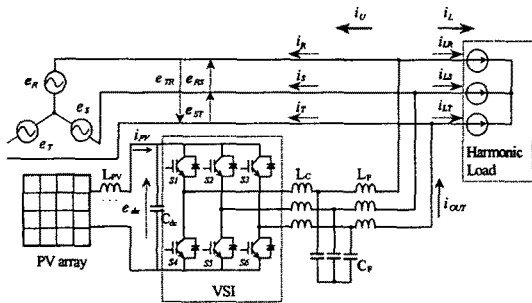 i_U i_L
i_R i_LR
e_R e_TR e_RS i_S i_LS
e_S e_ST i_T i_LT
e_T
i_PV
Harmonic
Load
L_PV S1 S2 S3 L_C L_F
e_dc C_dc i_OUT
S4 S5 S6 C_F
PV array VSI